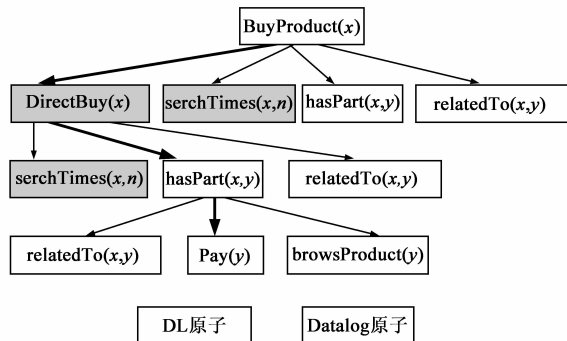 BuyProduct(x)
DirectBuy(x) serchTimes(x,n) hasPart(x,y) relatedTo(x,y)
serchTimes(x,n) hasPart(x,y) relatedTo(x,y)
relatedTo(x,y) Pay(y) browsProduct(y)
DL原子 Datalog原子